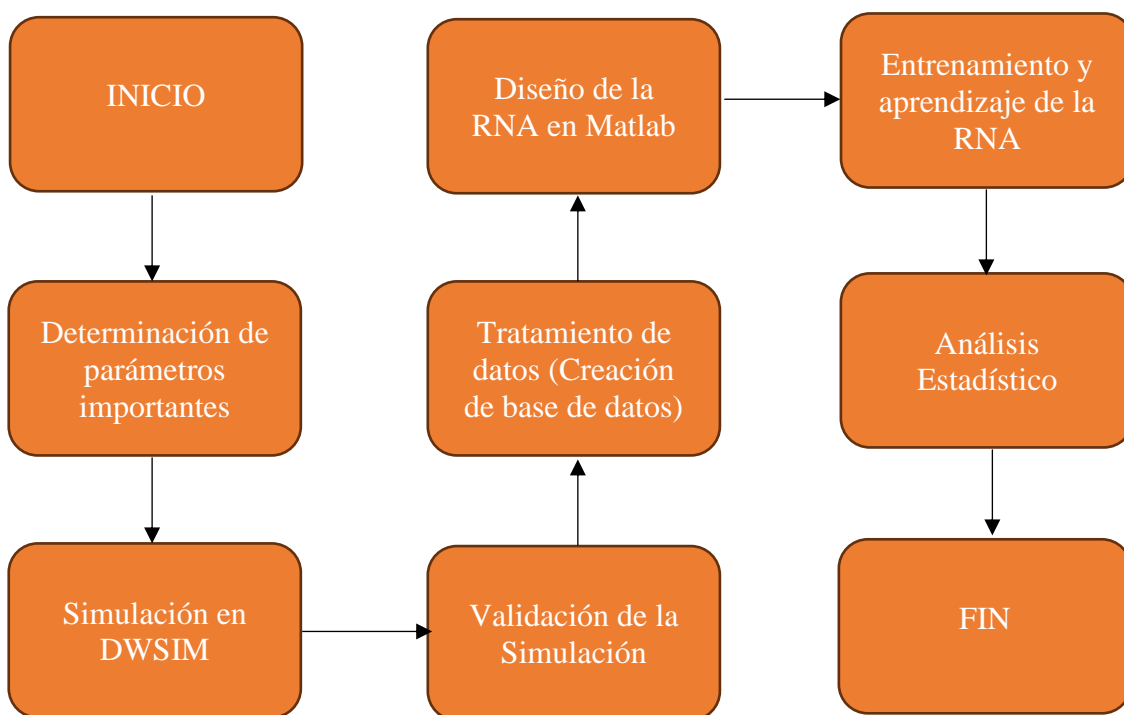 INICIO
Determinación de
parámetros
importantes
Simulación en
DWSIM
Validación de la
Simulación
Tratamiento de
datos (Creación
de base de datos)
Diseño de la
RNA en Matlab
Entrenamiento y
aprendizaje de la
RNA
Análisis
Estadístico
FIN